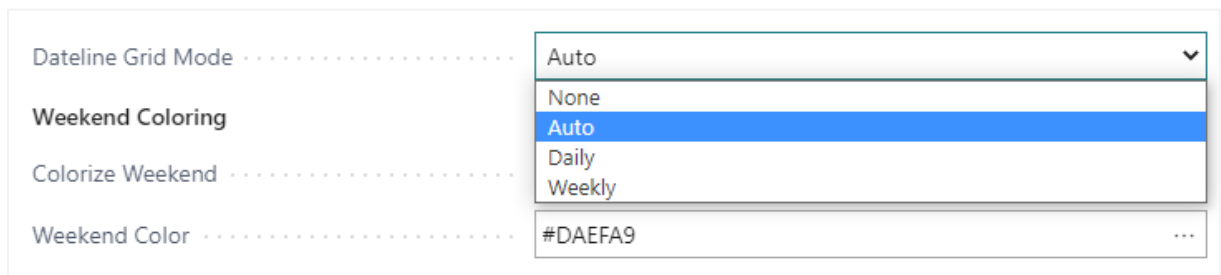 Dateline Grid Mode Auto
None
Weekend Coloring
Auto
Daily
Colorize Weekend
Weekly
Weekend Color #DAEFA9 ...